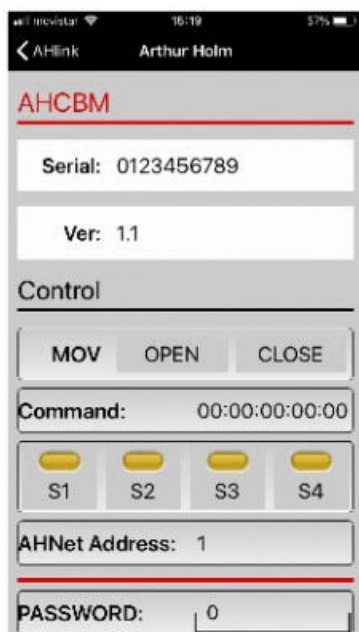 movistar 16:19 57%
AHlink Arthur Holm
AHCBM
Serial: 0123456789
Ver: 1.1
Control
MOV OPEN CLOSE
Command: 00:00:00:00:00
S1 S2 S3 S4
AHNet Address: 1
PASSWORD: 0